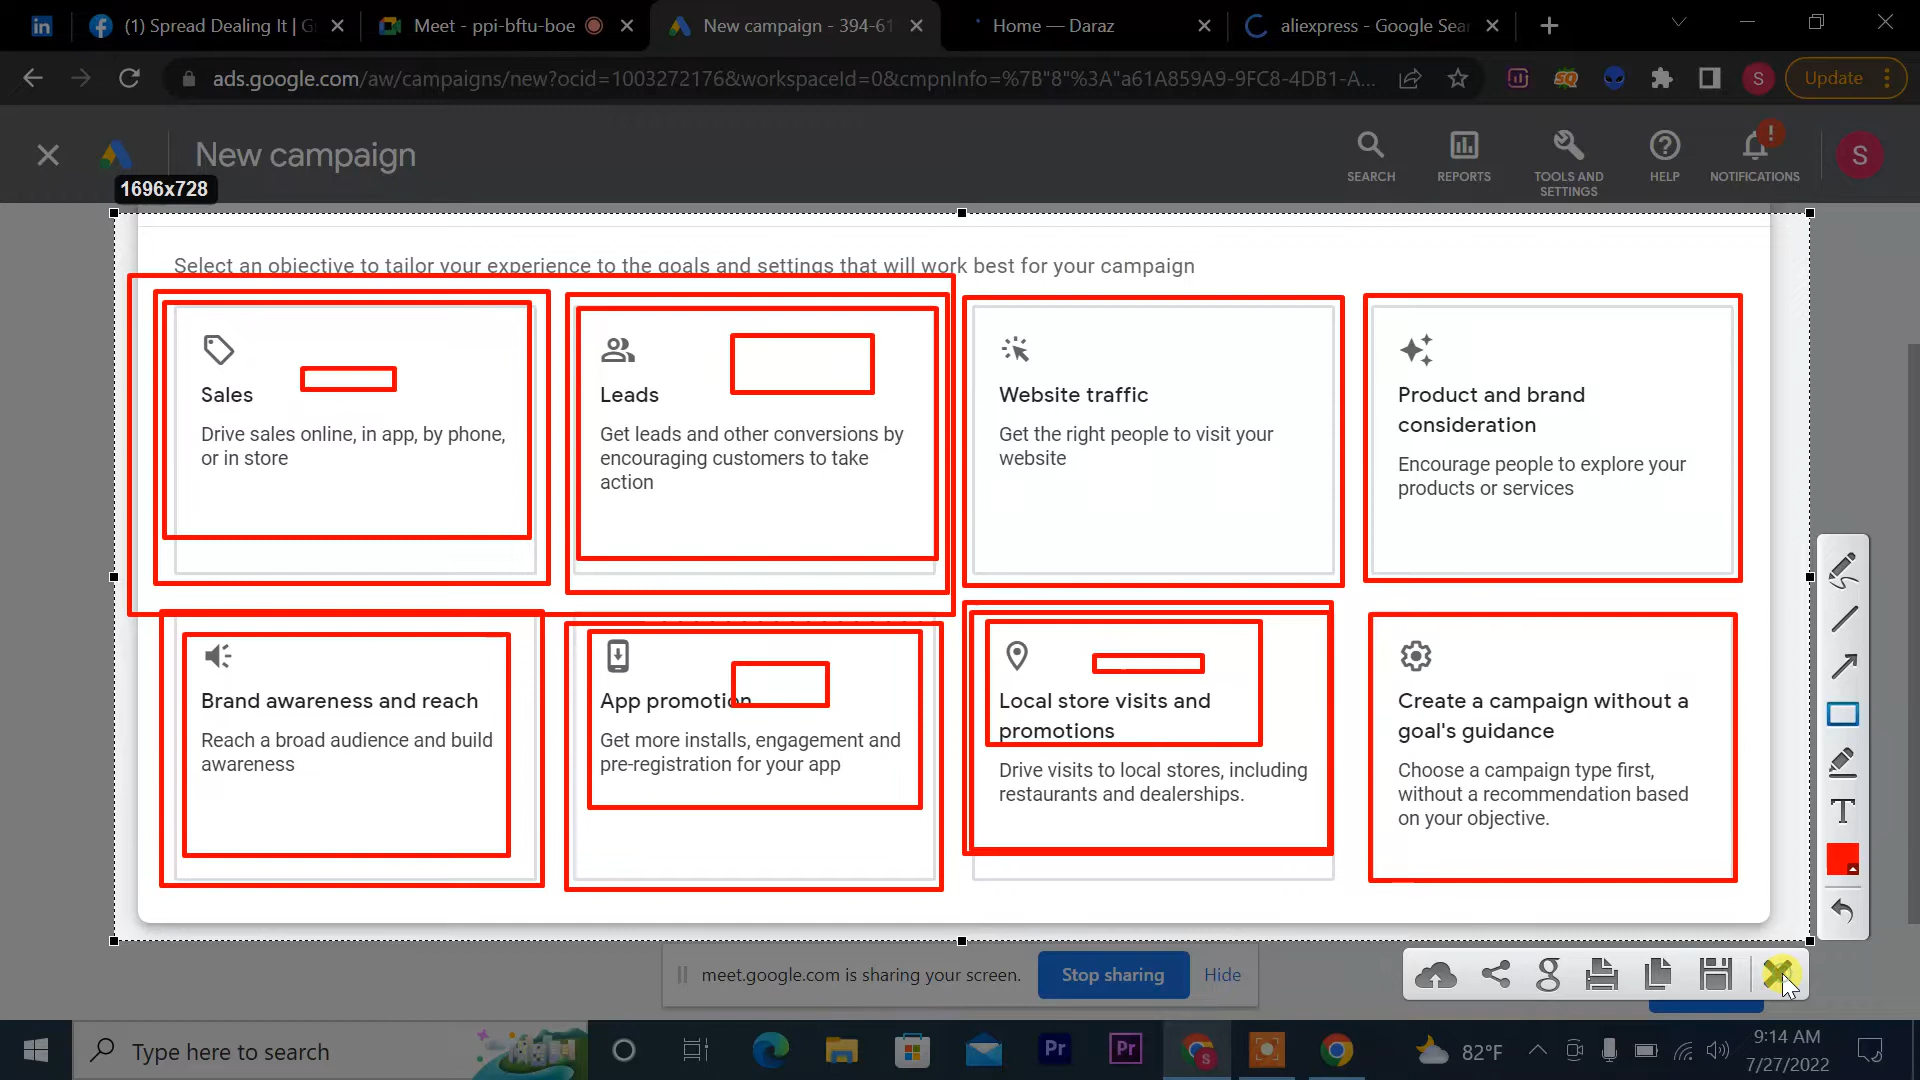 (1) Spread Dealing It | G
Meet - ppi-bftu-boe
New campaign - 394-61
Home — Daraz
aliexpress - Google Sea
ads.google.com/aw/campaigns/new?ocid=1003272176&workspaceId=0&cmpnInfo=%7B"8"%3A"a61A859A9-9FC8-4DB1-A...
S
Update
New campaign
SEARCH
REPORTS
TOOLS AND
SETTINGS
HELP
NOTIFICATIONS
S
1696x728
Select an objective to tailor your experience to the goals and settings that will work best for your campaign
Sales
Drive sales online, in app, by phone,
or in store
Leads
Get leads and other conversions by
encouraging customers to take
action
Website traffic
Get the right people to visit your
website
Product and brand
consideration
Encourage people to explore your
products or services
Brand awareness and reach
Reach a broad audience and build
awareness
App promotion
Get more installs, engagement and
pre-registration for your app
Local store visits and
promotions
Drive visits to local stores, including
restaurants and dealerships.
Create a campaign without a
goal's guidance
Choose a campaign type first,
without a recommendation based
on your objective.
meet.google.com is sharing your screen.
Stop sharing
Hide
Type here to search
82°F
9:14 AM
7/27/2022